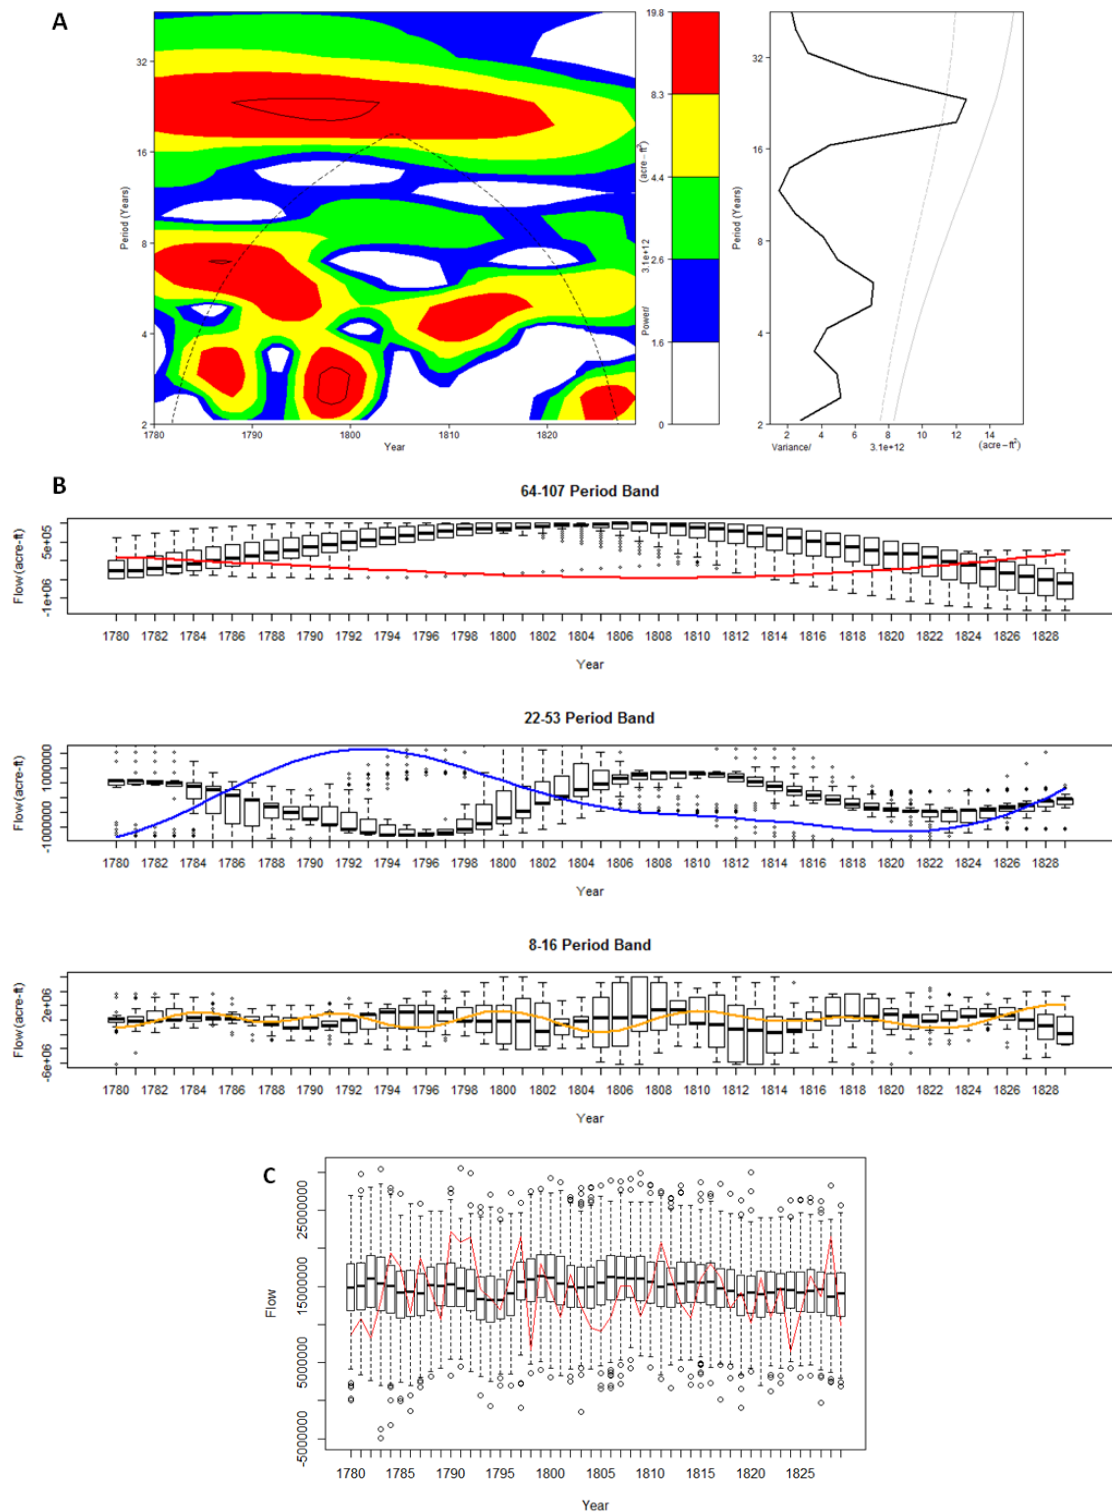 A
32
16
8
4
2
Period (Years)
1780
1790
1800
1810
1820
Year
19.8
8.3
4.4
2.6
1.6
0
Power/
3.1e+12
(acre-ft²)
32
16
8
4
2
Period (Years)
2
4
6
8
10
12
14
Variance/
3.1e+12
(acre-ft²)
B
64-107 Period Band
Flow(acre-ft)
5e+05
-1e+06
1780 1782 1784 1786 1788 1790 1792 1794 1796 1798 1800 1802 1804 1806 1808 1810 1812 1814 1816 1818 1820 1822 1824 1826 1828
Year
22-53 Period Band
Flow(acre-ft)
1000000
-1000000
1780 1782 1784 1786 1788 1790 1792 1794 1796 1798 1800 1802 1804 1806 1808 1810 1812 1814 1816 1818 1820 1822 1824 1826 1828
Year
8-16 Period Band
Flow(acre-ft)
2e+06
-6e+06
1780 1782 1784 1786 1788 1790 1792 1794 1796 1798 1800 1802 1804 1806 1808 1810 1812 1814 1816 1818 1820 1822 1824 1826 1828
Year
C
Flow
25000000
15000000
5000000
-5000000
1780 1785 1790 1795 1800 1805 1810 1815 1820 1825
Year